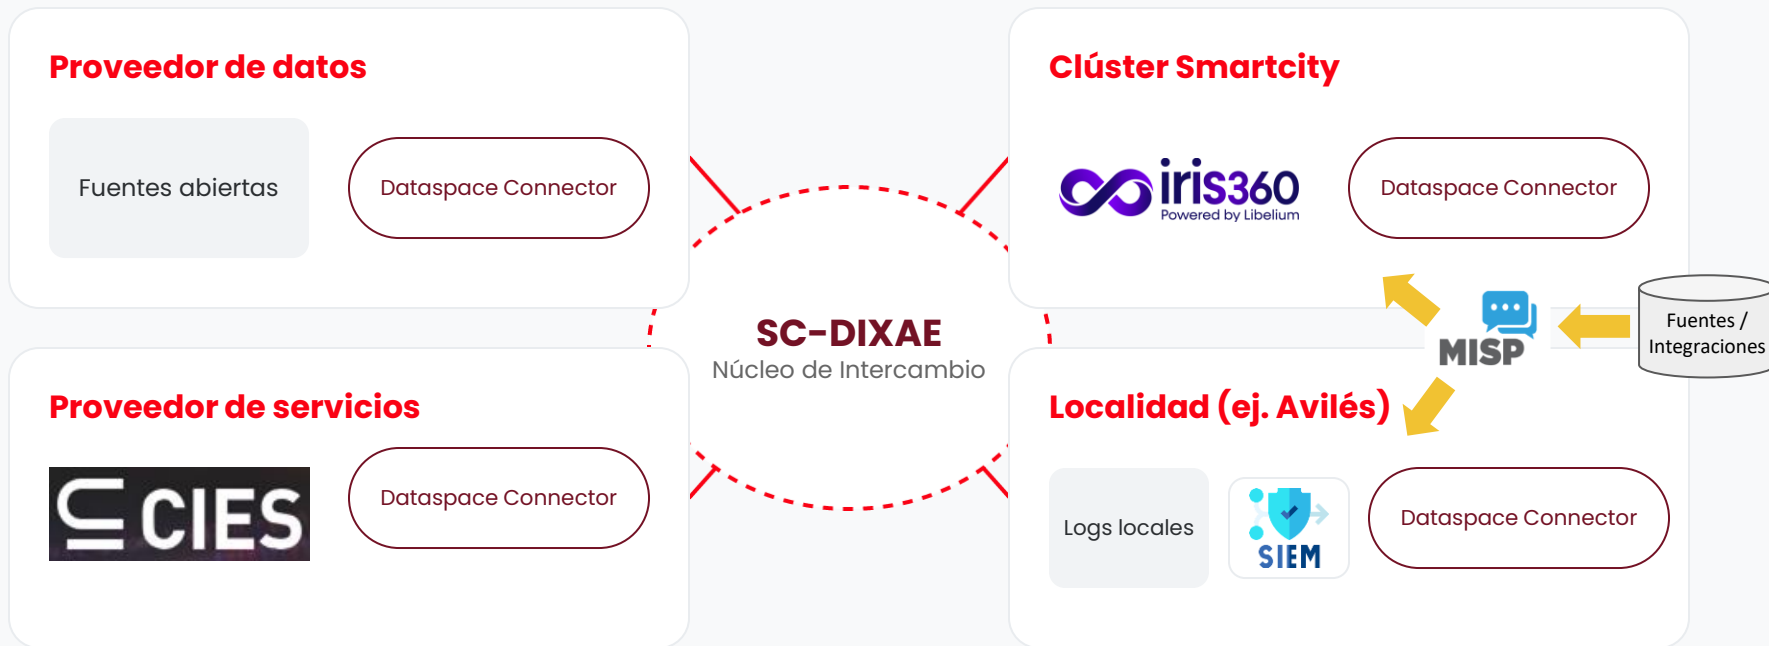 Proveedor de datos
Fuentes abiertas
Dataspace Connector
Clúster Smartcity
iris360
Powered by Libelium
Dataspace Connector
SC-DIXAE
Núcleo de Intercambio
MISP
Fuentes /
Integraciones
Proveedor de servicios
CIES
Dataspace Connector
Localidad (ej. Avilés)
Logs locales
SIEM
Dataspace Connector